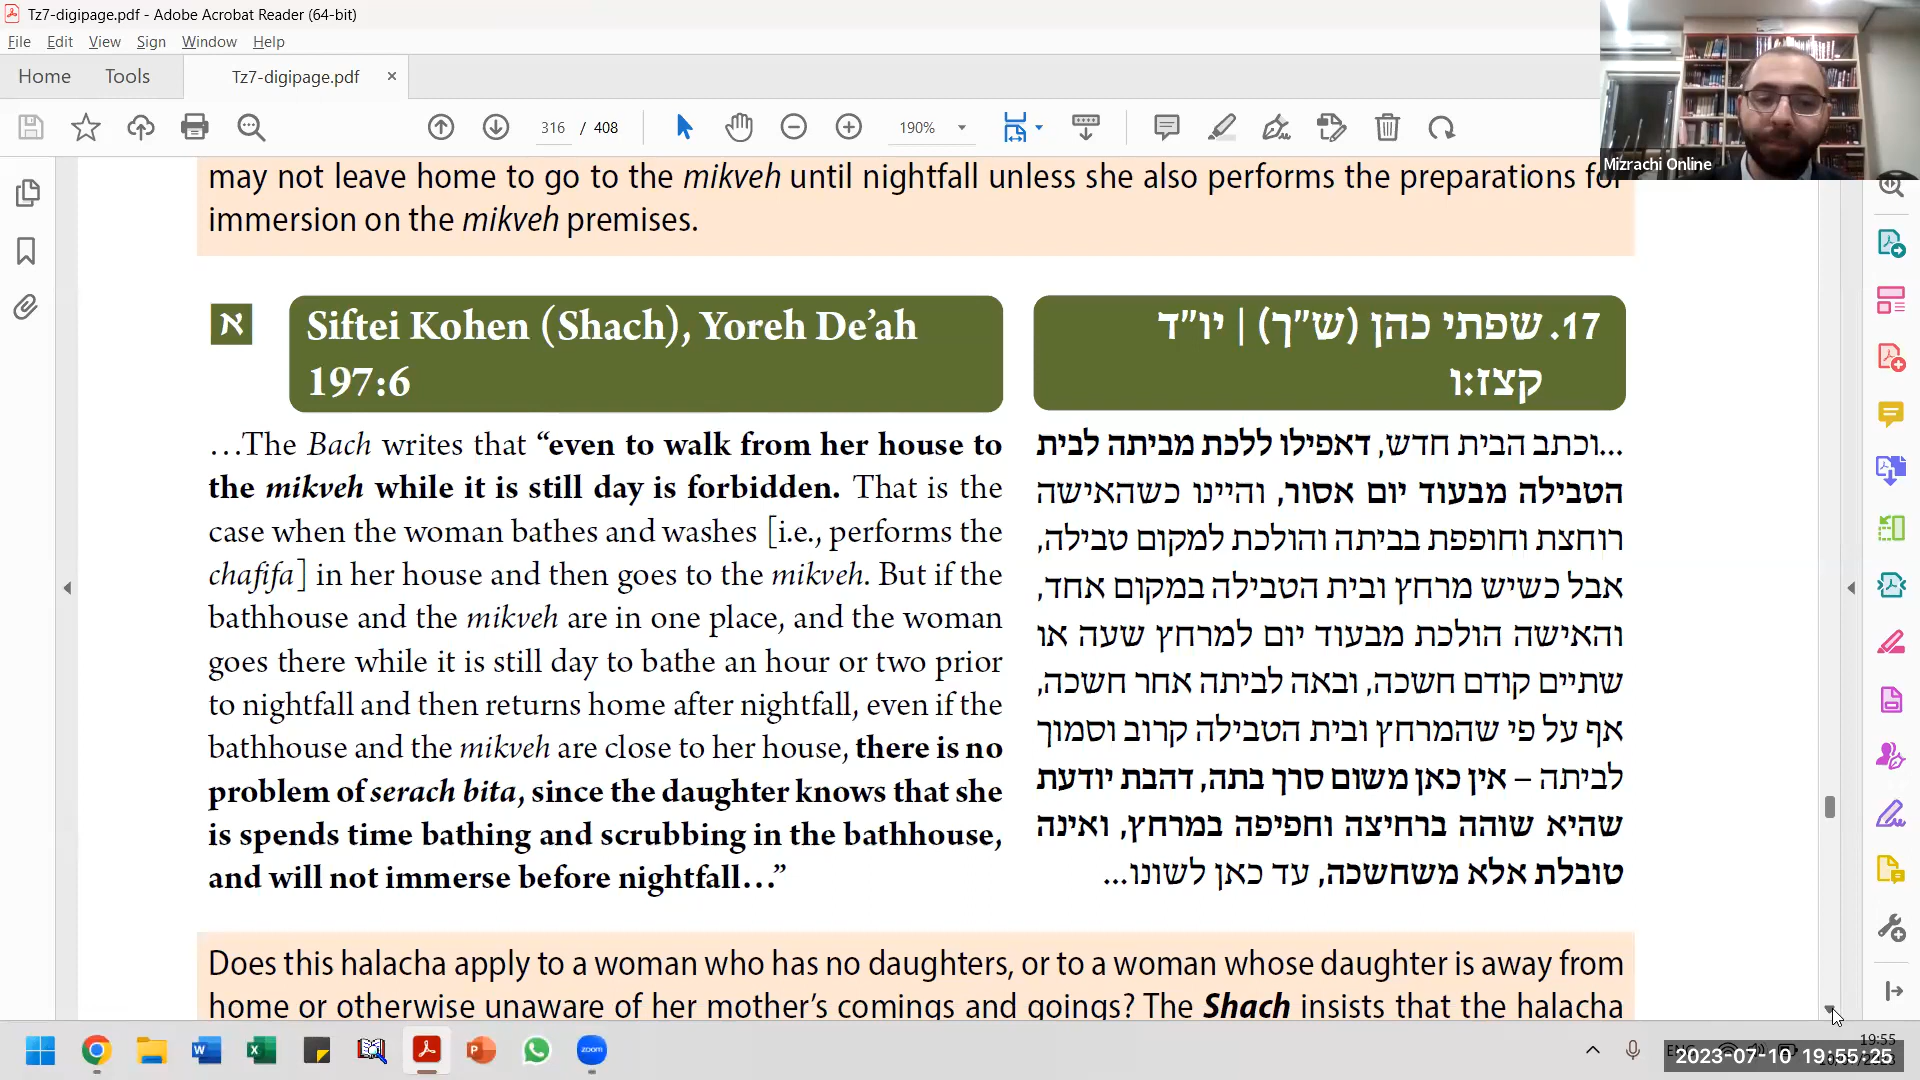 Tz7-digipage.pdf - Adobe Acrobat Reader (64-bit)
File Edit View Sign Window Help
Home Tools Tz7-digipage.pdf ×
316 / 408 190%
Mizrachi Online
may not leave home to go to the mikveh until nightfall unless she also performs the preparations for
immersion on the mikveh premises.
א
Siftei Kohen (Shach), Yoreh De’ah
197:6
…The Bach writes that “even to walk from her house to
the mikveh while it is still day is forbidden. That is the
case when the woman bathes and washes [i.e., performs the
chafifa] in her house and then goes to the mikveh. But if the
bathhouse and the mikveh are in one place, and the woman
goes there while it is still day to bathe an hour or two prior
to nightfall and then returns home after nightfall, even if the
bathhouse and the mikveh are close to her house, there is no
problem of serach bita, since the daughter knows that she
is spends time bathing and scrubbing in the bathhouse,
and will not immerse before nightfall…”
17. שפתי כהן (ש״ך) | יו״ד
קצז:ו
...וכתב הבית חדש, דאפילו ללכת מביתה לבית
הטבילה מבעוד יום אסור, והיינו כשהאישה
רוחצת וחופפת בביתה והולכת למקום טבילה,
אבל כשיש מרחץ ובית הטבילה במקום אחד,
והאישה הולכת מבעוד יום למרחץ שעה או
שתיים קודם חשכה, ובאה לביתה אחר חשכה,
אף על פי שהמרחץ ובית הטבילה קרוב וסמוך
לביתה – אין כאן משום סרך בתה, דהבת יודעת
שהיא שוהה ברחיצה וחפיפה במרחץ, ואינה
טובלת אלא משחשכה, עד כאן לשונו...
Does this halacha apply to a woman who has no daughters, or to a woman whose daughter is away from
home or otherwise unaware of her mother’s comings and goings? The Shach insists that the halacha
zoom
19:55
2023-07-10 19:55:25